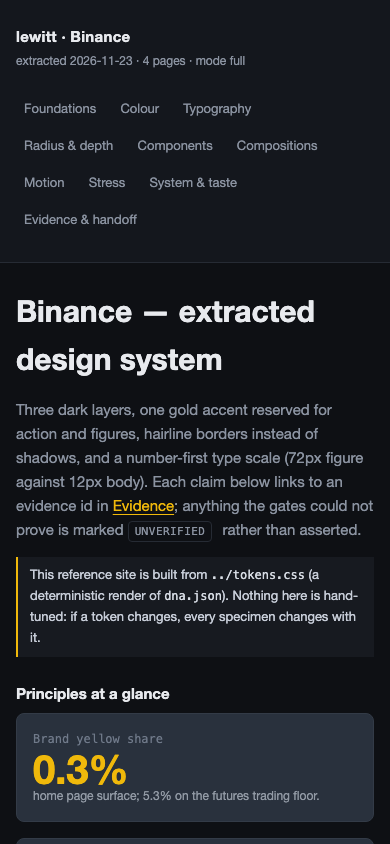 lewitt · Binance
extracted 2026-11-23 · 4 pages · mode full
Foundations Colour Typography
Radius & depth Components Compositions
Motion Stress System & taste
Evidence & handoff
Binance — extracted
design system
Three dark layers, one gold accent reserved for
action and figures, hairline borders instead of
shadows, and a number-first type scale (72px figure
against 12px body). Each claim below links to an
evidence id in Evidence; anything the gates could not
prove is marked UNVERIFIED rather than asserted.
This reference site is built from ../tokens.css (a
deterministic render of dna.json). Nothing here is hand-
tuned: if a token changes, every specimen changes with
it.
Principles at a glance
Brand yellow share
0.3%
home page surface; 5.3% on the futures trading floor.